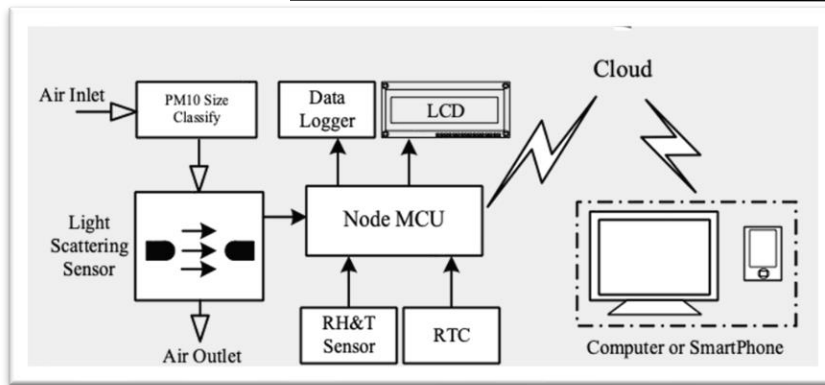 Air Inlet
PM10 Size
Classify
Data
Logger
LCD
Cloud
Light
Scattering
Sensor
Node MCU
RH&T
Sensor
RTC
Air Outlet
Computer or SmartPhone